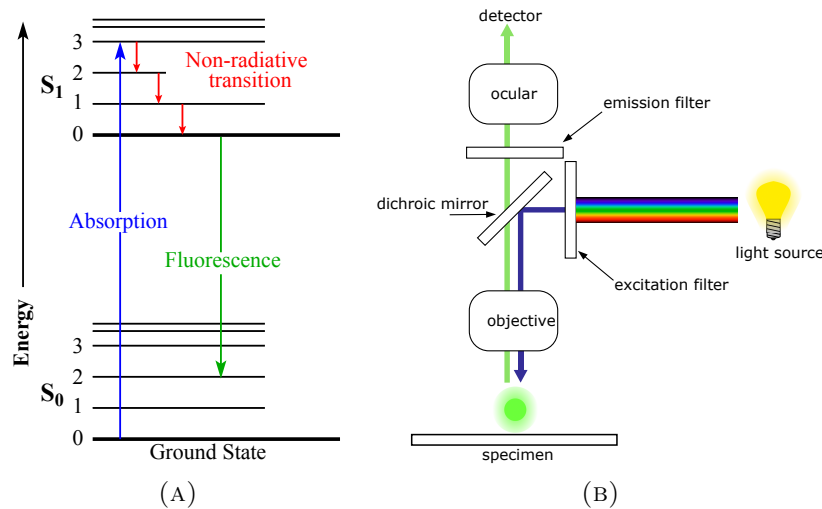 Energy
S1
3
2
1
0
Non-radiative
transition
Absorption
Fluorescence
S0
3
2
1
0
Ground State
(A)
detector
ocular
emission filter
dichroic mirror
light source
excitation filter
objective
specimen
(B)